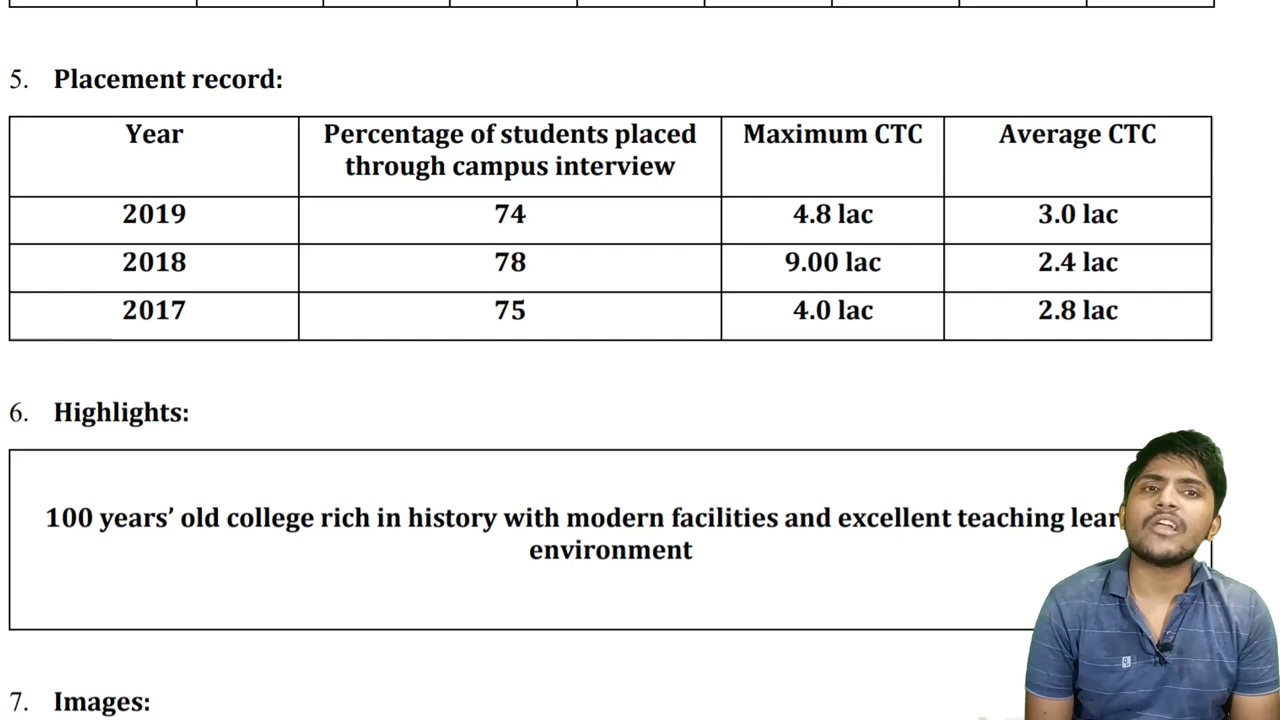 5. Placement record:
Year Percentage of students placed through campus interview Maximum CTC Average CTC
2019 74 4.8 lac 3.0 lac
2018 78 9.00 lac 2.4 lac
2017 75 4.0 lac 2.8 lac
6. Highlights:
100 years’ old college rich in history with modern facilities and excellent teaching
environment
7. Images: